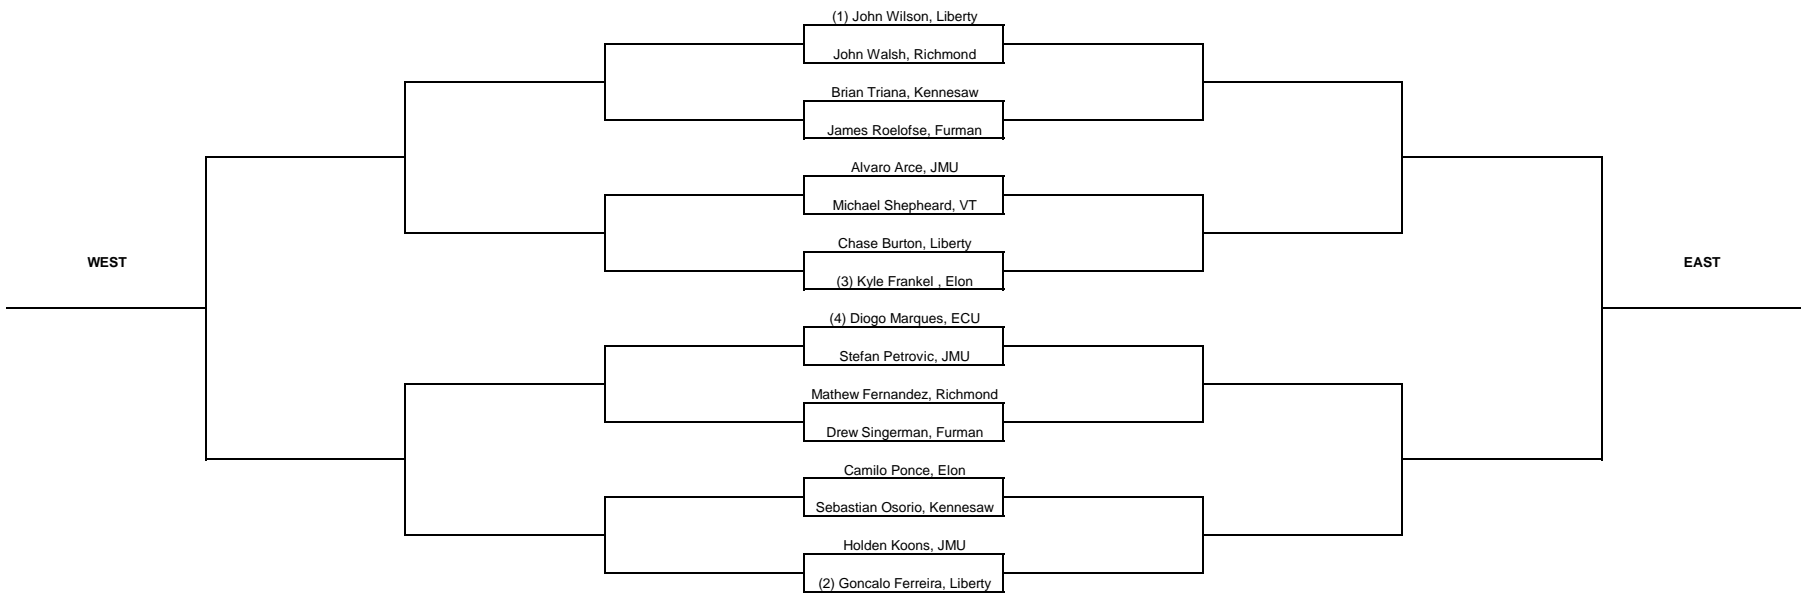 (1) John Wilson, Liberty
John Walsh, Richmond
Brian Triana, Kennesaw
James Roelofse, Furman
Alvaro Arce, JMU
Michael Shepheard, VT
Chase Burton, Liberty
WEST
EAST
(3) Kyle Frankel , Elon
(4) Diogo Marques, ECU
Stefan Petrovic, JMU
Mathew Fernandez, Richmond
Drew Singerman, Furman
Camilo Ponce, Elon
Sebastian Osorio, Kennesaw
Holden Koons, JMU
(2) Goncalo Ferreira, Liberty